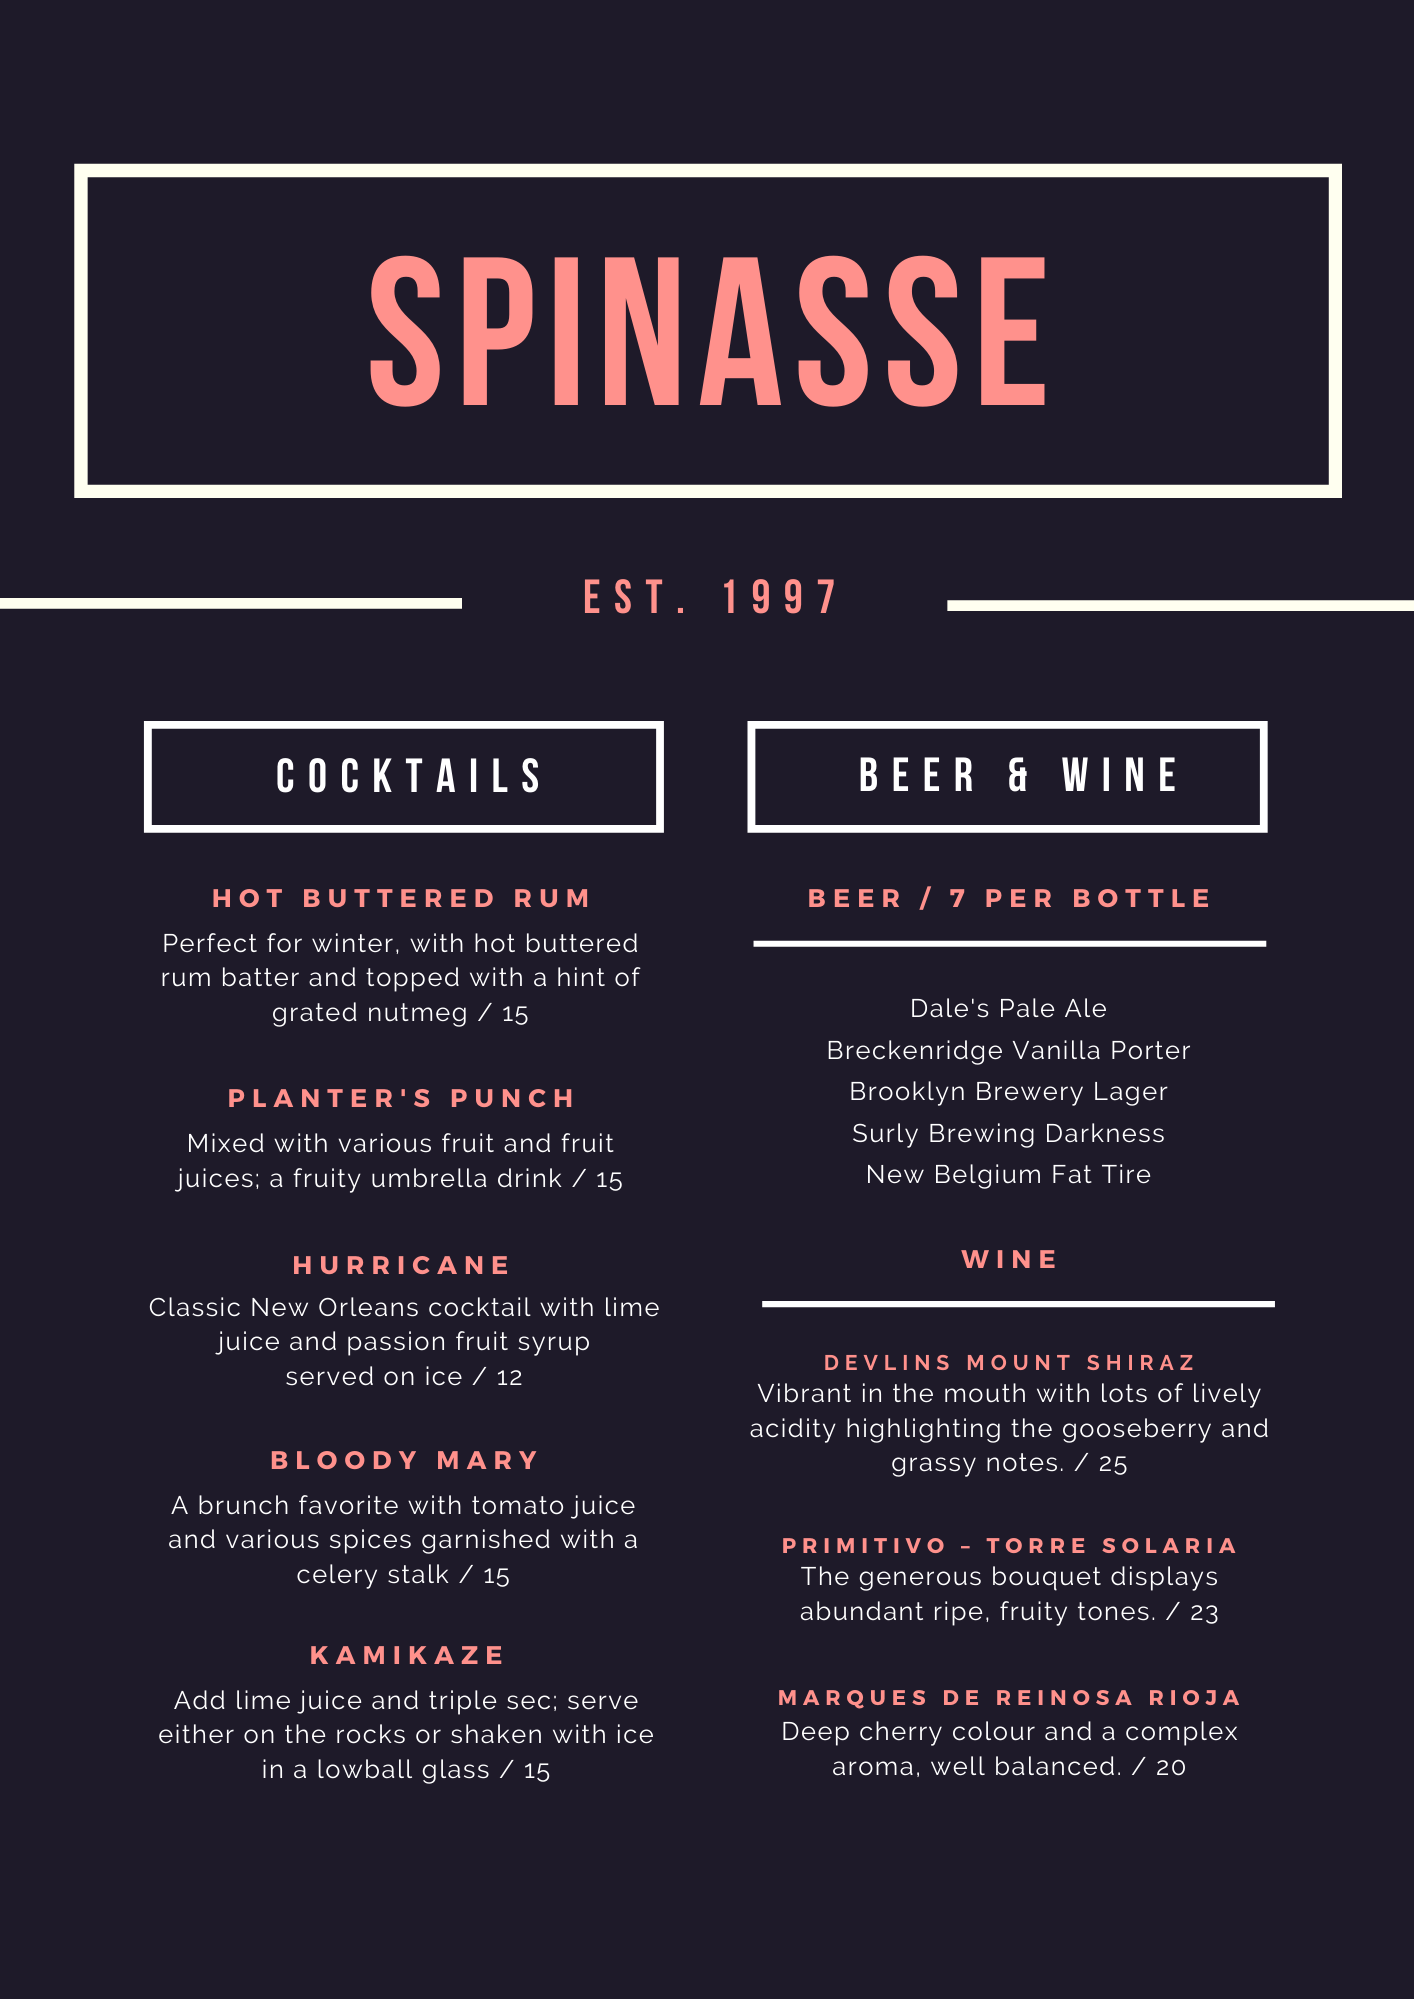 SPINASSE
EST. 1997
COCKTAILS
HOT BUTTERED RUM
Perfect for winter, with hot buttered
rum batter and topped with a hint of
grated nutmeg / 15
PLANTER'S PUNCH
Mixed with various fruit and fruit
juices; a fruity umbrella drink / 15
HURRICANE
Classic New Orleans cocktail with lime
juice and passion fruit syrup
served on ice / 12
BLOODY MARY
A brunch favorite with tomato juice
and various spices garnished with a
celery stalk / 15
KAMIKAZE
Add lime juice and triple sec; serve
either on the rocks or shaken with ice
in a lowball glass / 15
BEER & WINE
BEER / 7 PER BOTTLE
Dale's Pale Ale
Breckenridge Vanilla Porter
Brooklyn Brewery Lager
Surly Brewing Darkness
New Belgium Fat Tire
WINE
DEVLINS MOUNT SHIRAZ
Vibrant in the mouth with lots of lively
acidity highlighting the gooseberry and
grassy notes. / 25
PRIMITIVO – TORRE SOLARIA
The generous bouquet displays
abundant ripe, fruity tones. / 23
MARQUES DE REINOSA RIOJA
Deep cherry colour and a complex
aroma, well balanced. / 20